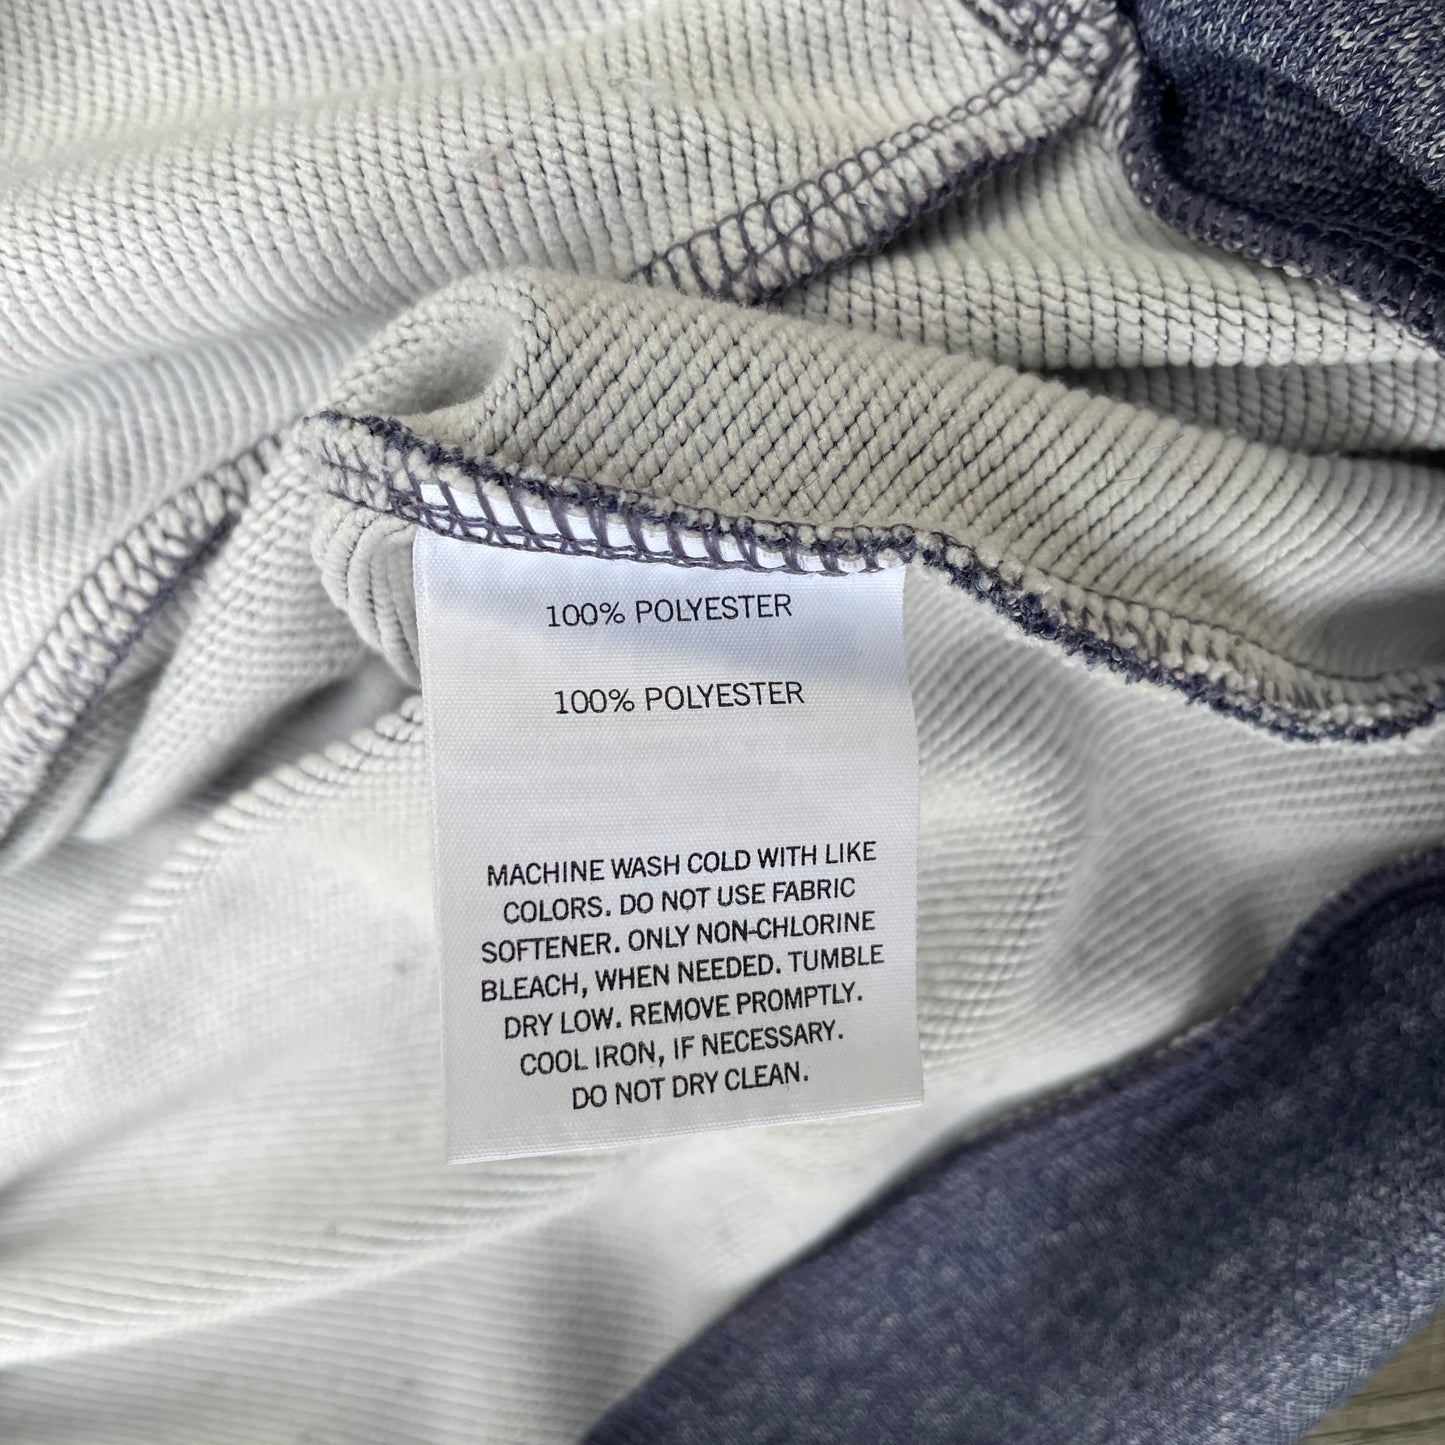 100% POLYESTER
100% POLYESTER
MACHINE WASH COLD WITH LIKE
COLORS. DO NOT USE FABRIC
SOFTENER. ONLY NON-CHLORINE
BLEACH, WHEN NEEDED. TUMBLE
DRY LOW. REMOVE PROMPTLY.
COOL IRON, IF NECESSARY.
DO NOT DRY CLEAN.